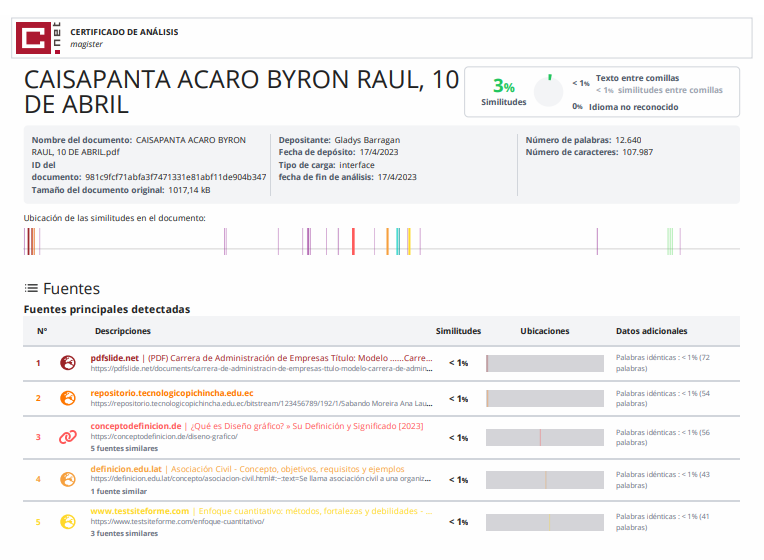 C.net
CERTIFICADO DE ANÁLISIS
magister
CAISAPANTA ACARO BYRON RAUL, 10
DE ABRIL
3%
Similitudes
< 1% Texto entre comillas
< 1% similitudes entre comillas
0% Idioma no reconocido
Nombre del documento: CAISAPANTA ACARO BYRON
RAUL, 10 DE ABRIL.pdf
ID del
documento: 981c9fcf71abfa3f7471331e81abf11de904b347
Tamaño del documento original: 1017,14 kB
Depositante: Gladys Barragan
Fecha de depósito: 17/4/2023
Tipo de carga: interface
fecha de fin de análisis: 17/4/2023
Número de palabras: 12.640
Número de caracteres: 107.987
Ubicación de las similitudes en el documento:
Fuentes
Fuentes principales detectadas
N° Descripciones Similitudes Ubicaciones Datos adicionales
1 pdfslide.net | (PDF) Carrera de Administración de Empresas Título: Modelo ......Carre... < 1% Palabras idénticas : < 1% (72
https://pdfslide.net/documents/carrera-de-administracin-de-empresas-ttulo-modelo-carrera-de-admin... palabras)
2 repositorio.tecnologicopichincha.edu.ec < 1% Palabras idénticas : < 1% (54
https://repositorio.tecnologicopichincha.edu.ec/bitstream/123456789/192/1/Sabando Moreira Ana Lau... palabras)
3 conceptodefinicion.de | ¿Qué es Diseño gráfico? » Su Definición y Significado [2023] < 1% Palabras idénticas : < 1% (56
https://conceptodefinicion.de/diseno-grafico/ palabras)
5 fuentes similares
4 definicion.edu.lat | Asociación Civil - Concepto, objetivos, requisitos y ejemplos < 1% Palabras idénticas : < 1% (43
https://definicion.edu.lat/concepto/asociacion-civil.html#:~:text=Se llama asociación civil a una organiz... palabras)
1 fuente similar
5 www.testsiteforme.com | Enfoque cuantitativo: métodos, fortalezas y debilidades - ... < 1% Palabras idénticas : < 1% (41
https://www.testsiteforme.com/enfoque-cuantitativo/ palabras)
3 fuentes similares